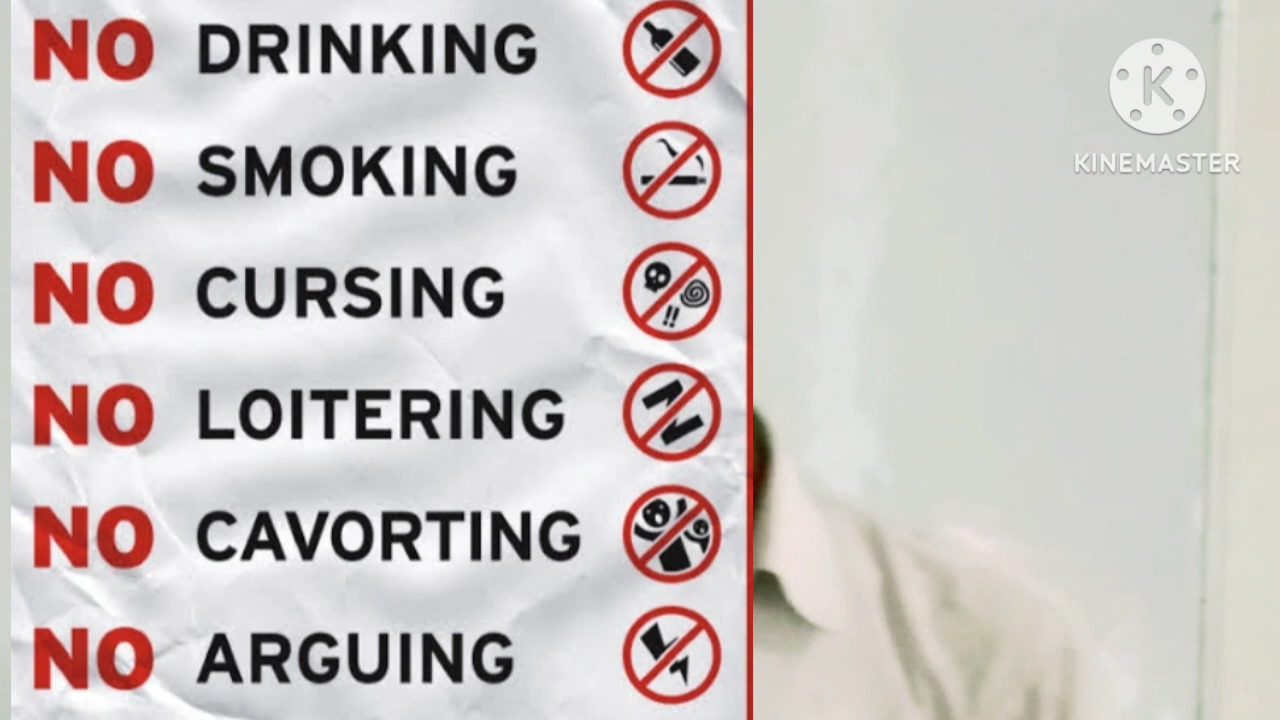 NO DRINKING
NO SMOKING
NO CURSING
NO LOITERING
NO CAVORTING
NO ARGUING
K
KINEMASTER